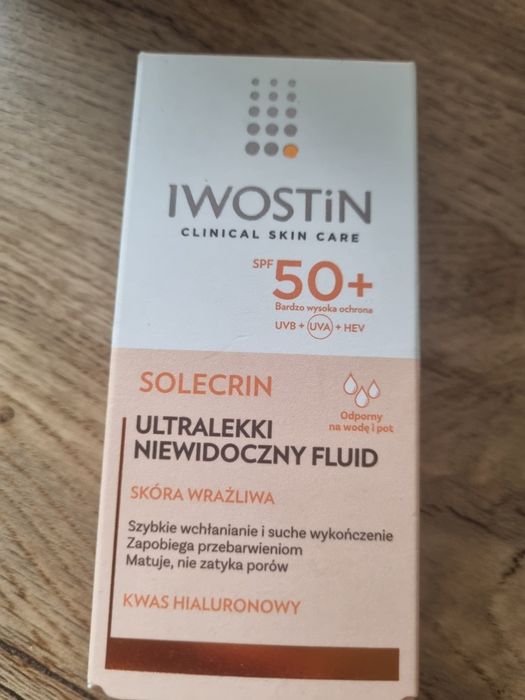 IWOSTiN
CLINICAL SKIN CARE
SPF 50+
Bardzo wysoka ochrona
UVB + UVA + HEV
SOLECRIN
Odporny
na wodę i pot
ULTRALEKKI
NIEWIDOCZNY FLUID
SKÓRA WRAŻLIWA
Szybkie wchłanianie i suche wykończenie
Zapobiega przebarwieniom
Matuje, nie zatyka porów
KWAS HIALURONOWY